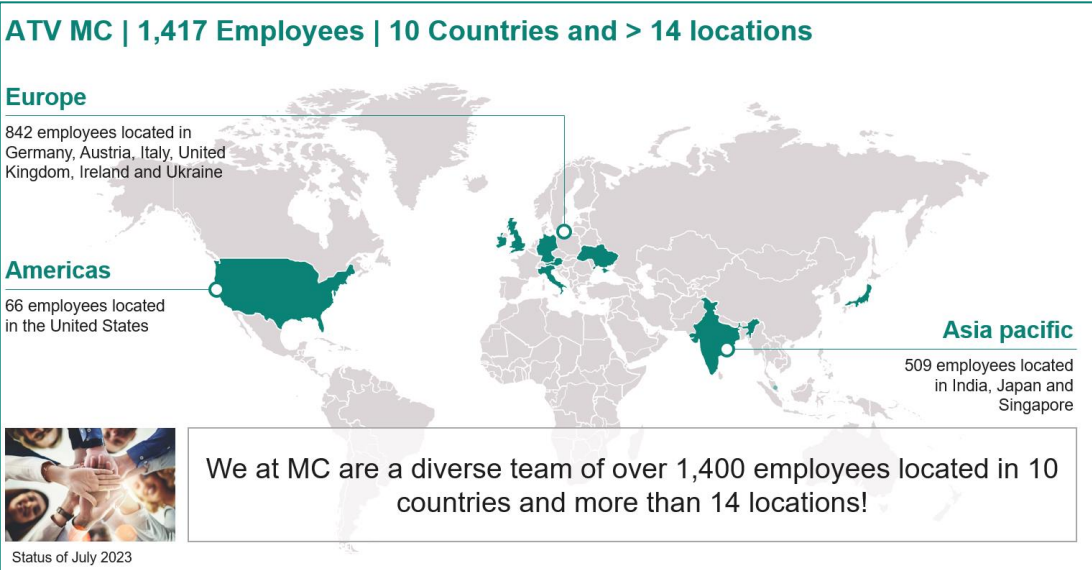 ATV MC | 1,417 Employees | 10 Countries and > 14 locations
Europe
842 employees located in
Germany, Austria, Italy, United
Kingdom, Ireland and Ukraine
Americas
66 employees located
in the United States
Asia pacific
509 employees located
in India, Japan and
Singapore
We at MC are a diverse team of over 1,400 employees located in 10
countries and more than 14 locations!
Status of July 2023